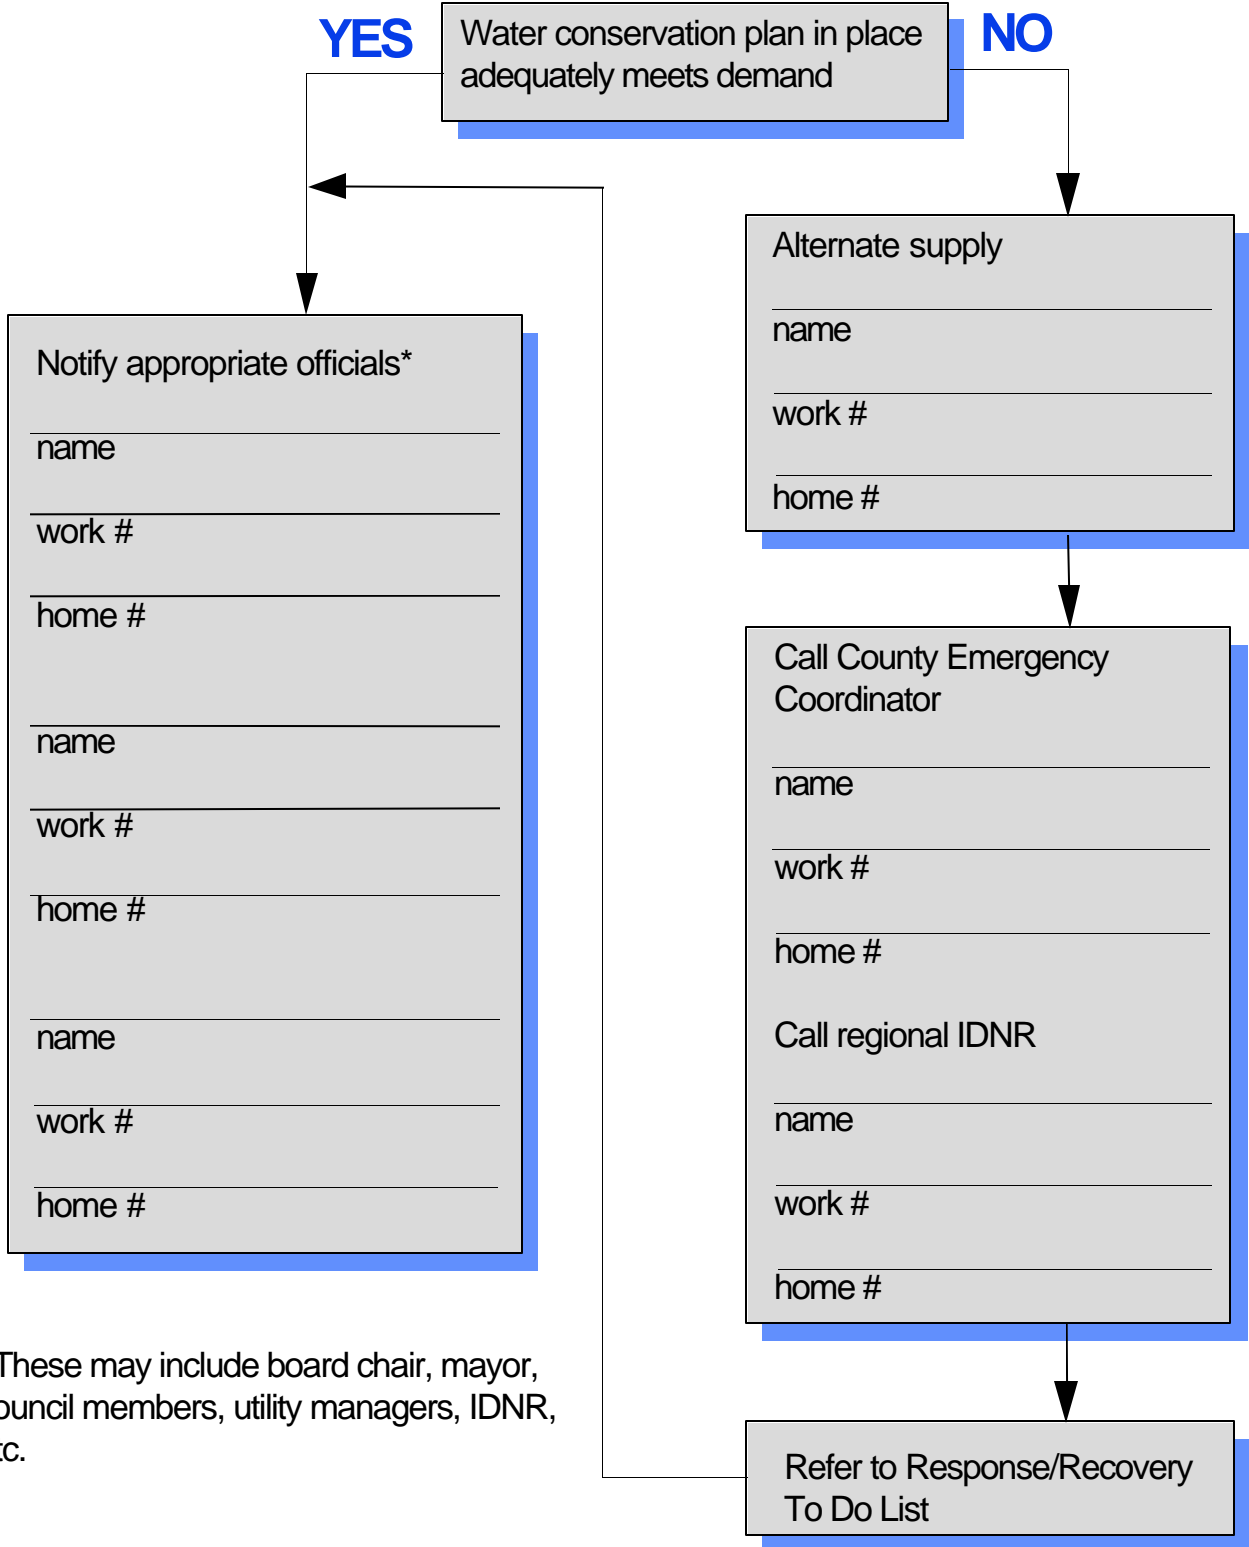 YES
Water conservation plan in place
adequately meets demand
NO
Alternate supply
name
work #
home #
Notify appropriate officials*
name
work #
home #
name
work #
home #
name
work #
home #
Call County Emergency
Coordinator
name
work #
home #
Call regional IDNR
name
work #
home #
These may include board chair, mayor,
ouncil members, utility managers, IDNR,
tc.
Refer to Response/Recovery
To Do List